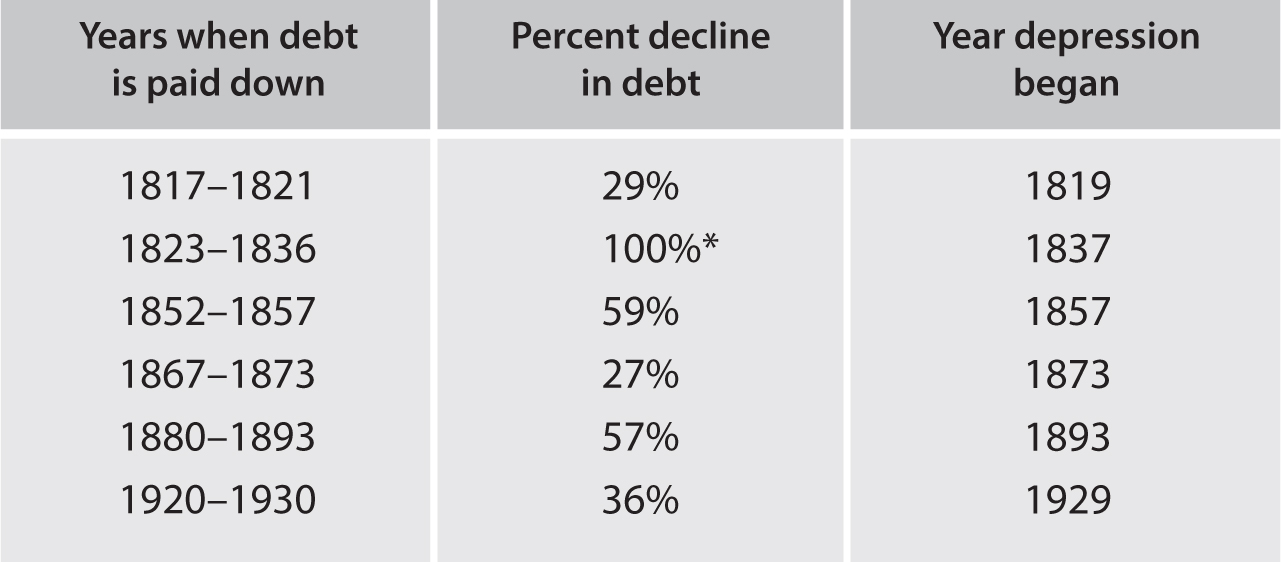 Years when debt is paid down | Percent decline in debt | Year depression began
1817–1821 | 29% | 1819
1823–1836 | 100%* | 1837
1852–1857 | 59% | 1857
1867–1873 | 27% | 1873
1880–1893 | 57% | 1893
1920–1930 | 36% | 1929